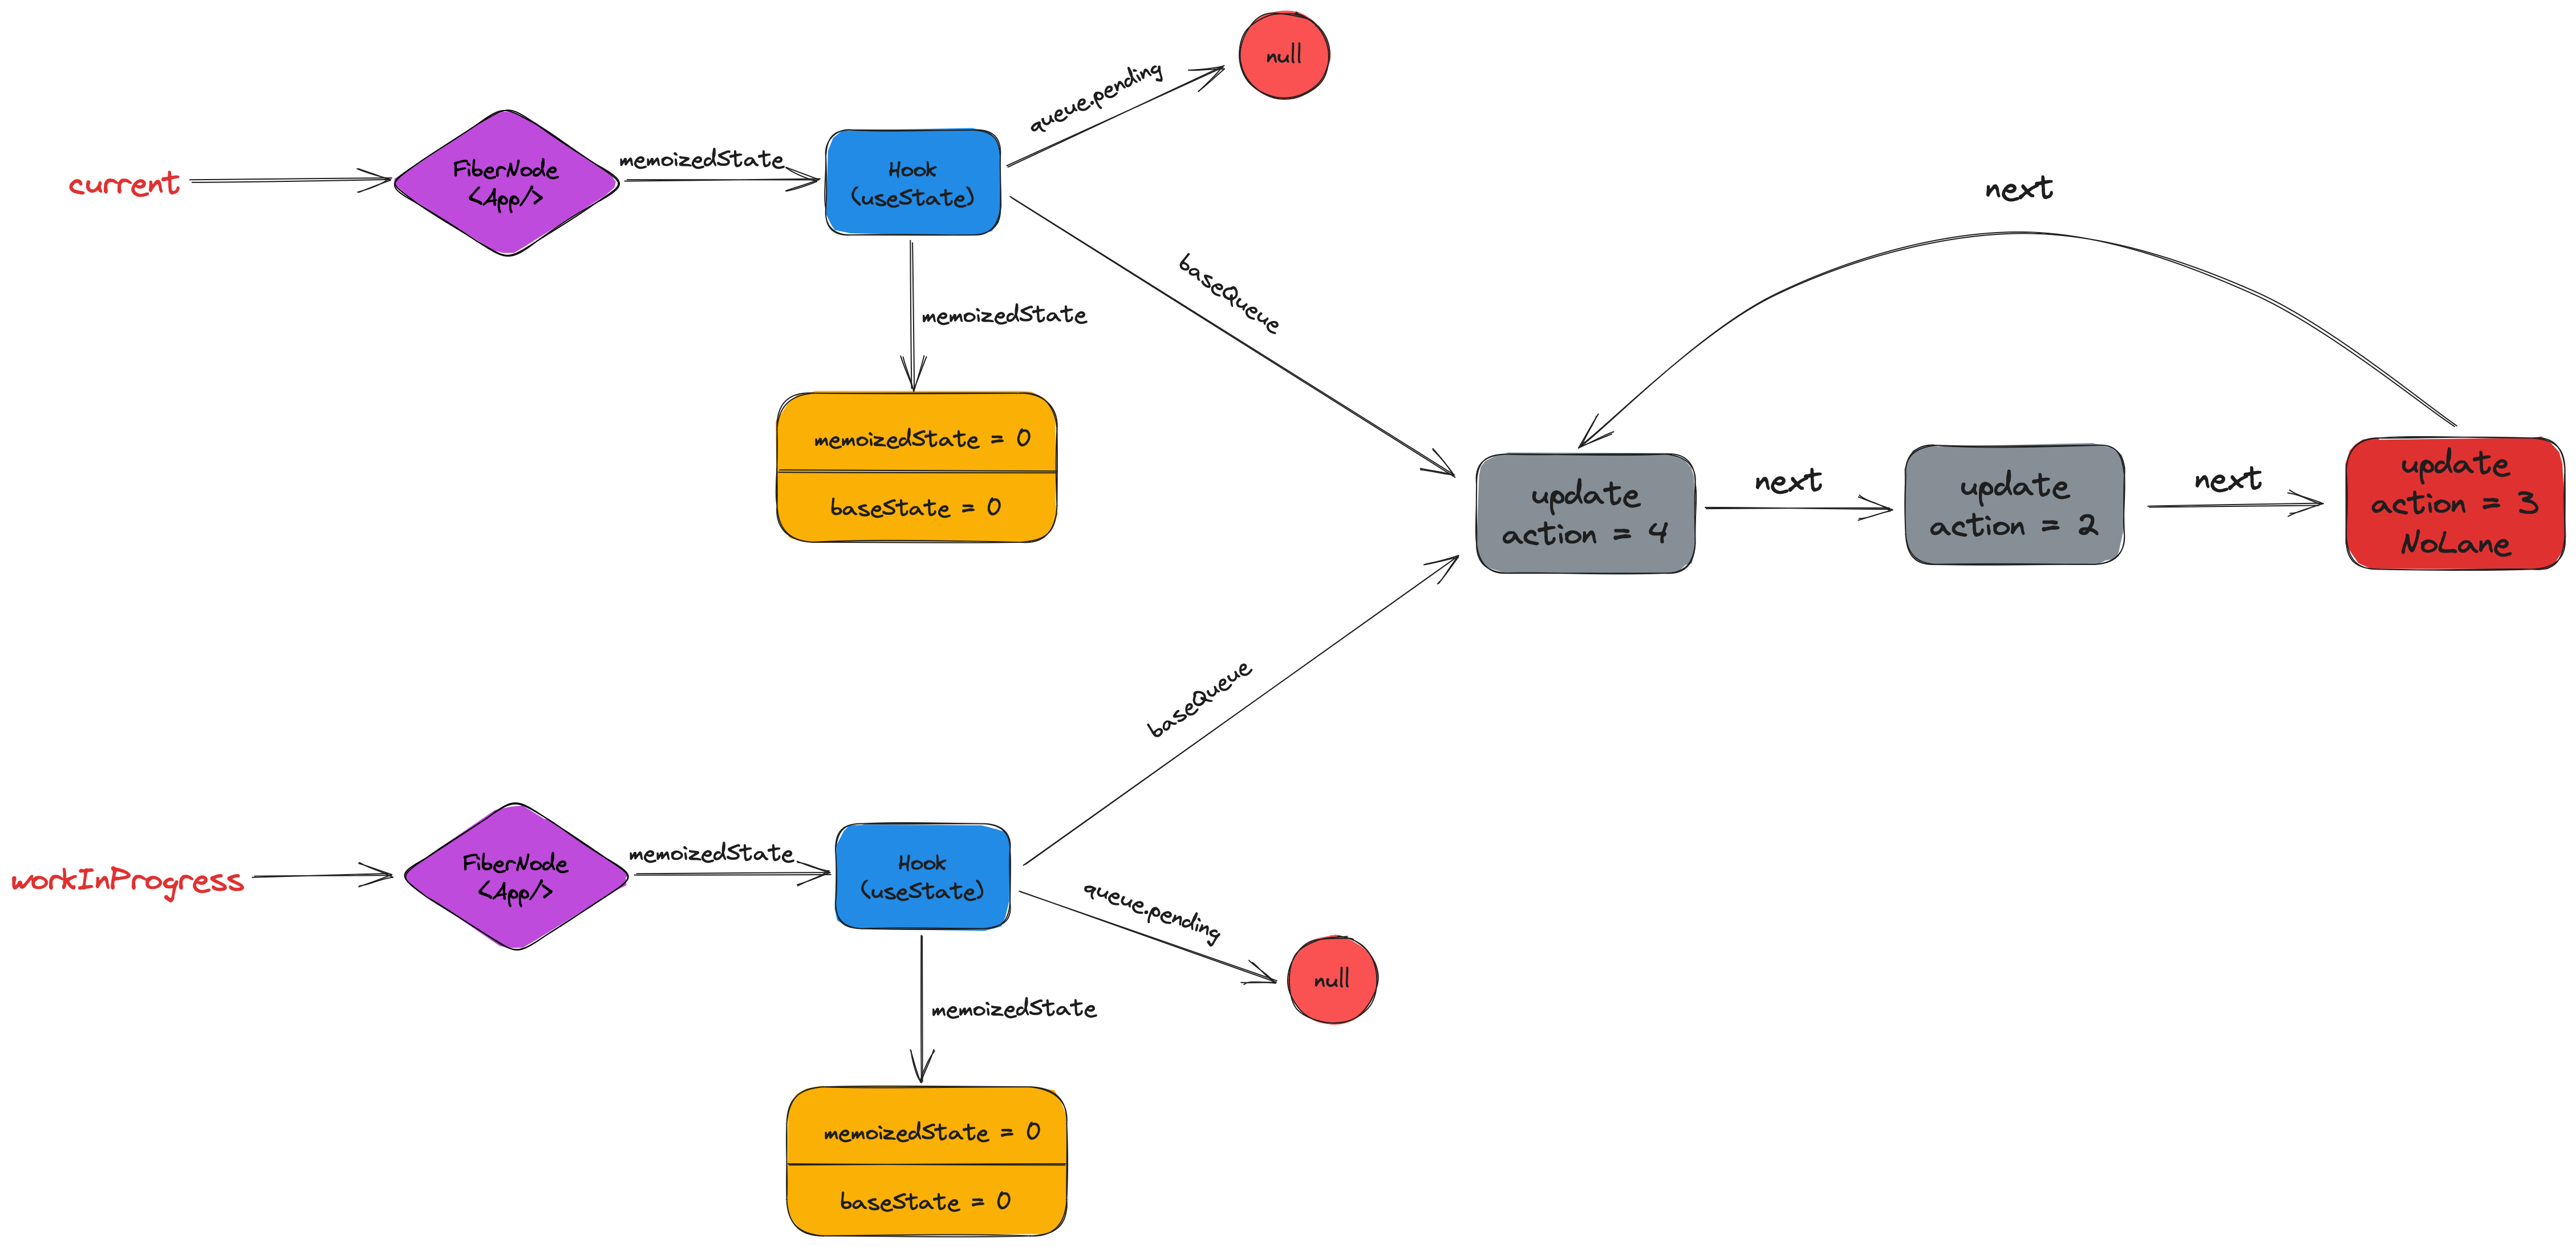 null
queue.pending
current
FiberNode
<App/>
memoizedState
Hook
(useState)
next
baseQueue
memoizedState
memoizedState = 0
baseState = 0
update
action = 4
next
update
action = 2
next
update
action = 3
NoLane
baseQueue
workInProgress
FiberNode
<App/>
memoizedState
Hook
(useState)
queue.pending
null
memoizedState
memoizedState = 0
baseState = 0